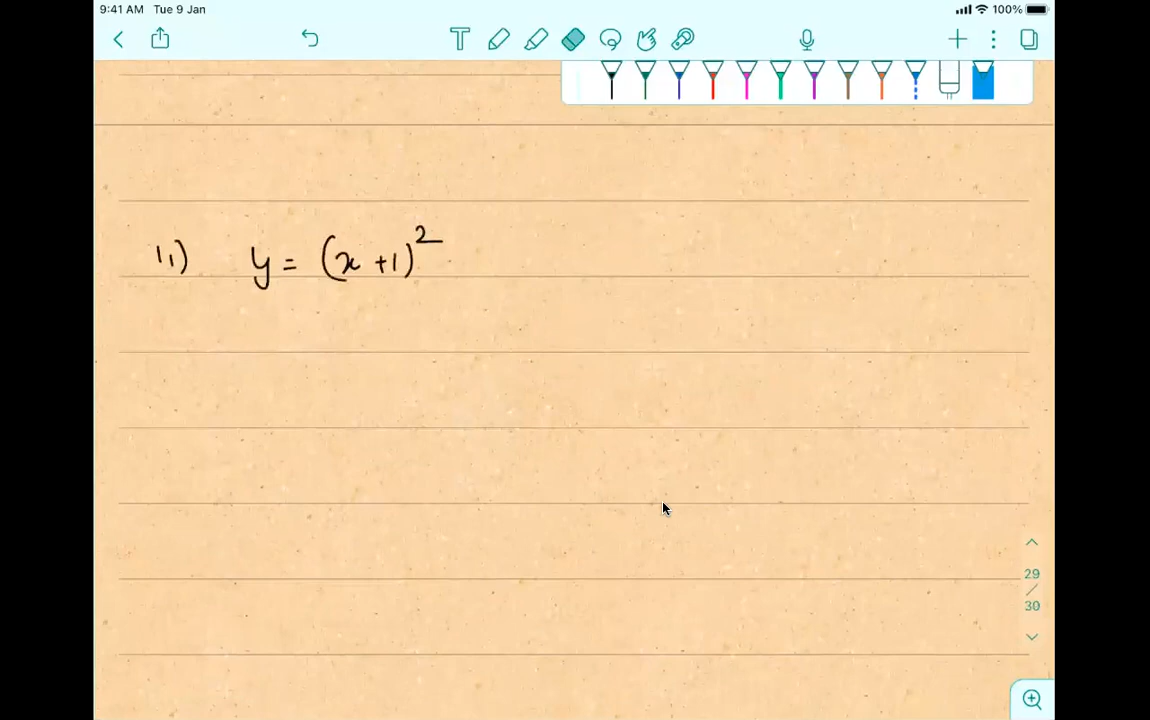 9:41 AM Tue 9 Jan
100%
11) y = (x +1)²
29
/
30